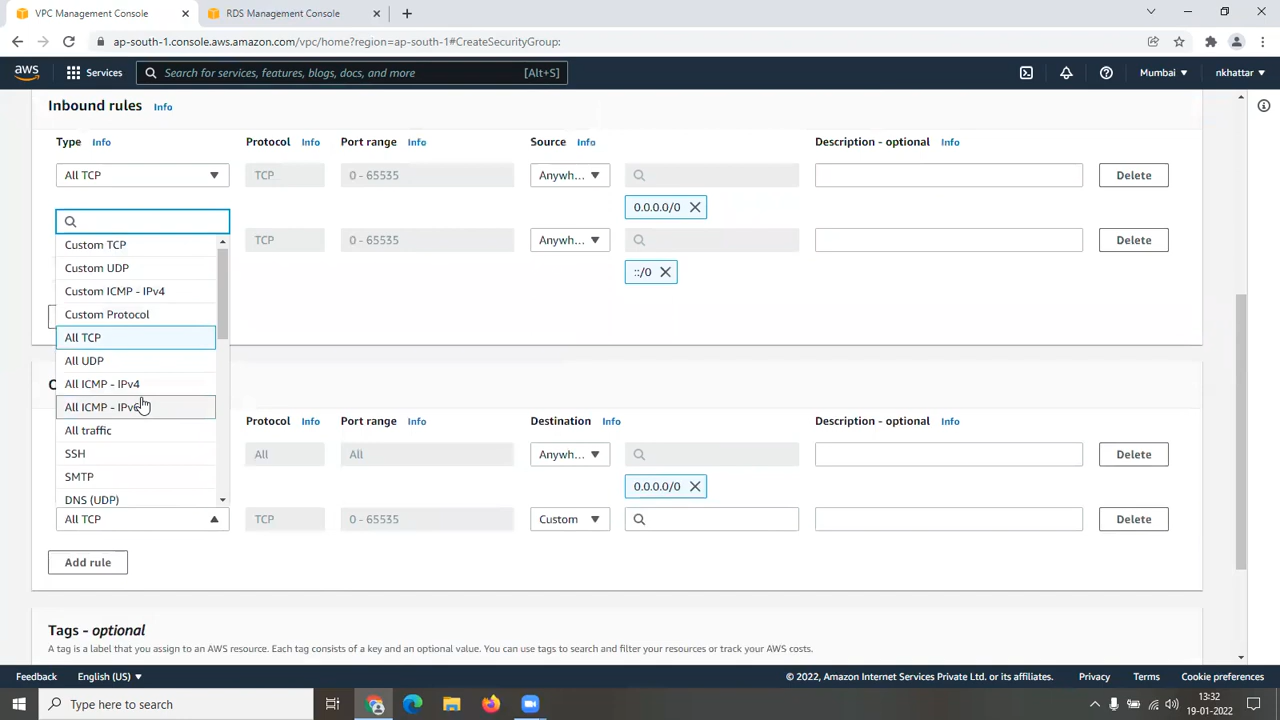 VPC Management Console
RDS Management Console
ap-south-1.console.aws.amazon.com/vpc/home?region=ap-south-1#CreateSecurityGroup:
aws
Services
Search for services, features, blogs, docs, and more
[Alt+S]
Mumbai
nkhattar
Inbound rules Info
Type Info
Protocol Info
Port range Info
Source Info
Description - optional Info
All TCP
TCP
0 - 65535
Anywh...
Delete
0.0.0.0/0
TCP
0 - 65535
Anywh...
Delete
::/0
Custom TCP
Custom UDP
Custom ICMP - IPv4
Custom Protocol
All TCP
All UDP
All ICMP - IPv4
All ICMP - IPv6
All traffic
SSH
SMTP
DNS (UDP)
Protocol Info
Port range Info
Destination Info
Description - optional Info
All
All
Anywh...
Delete
0.0.0.0/0
All TCP
TCP
0 - 65535
Custom
Delete
Add rule
Tags - optional
A tag is a label that you assign to an AWS resource. Each tag consists of a key and an optional value. You can use tags to search and filter your resources or track your AWS costs.
Feedback
English (US)
© 2022, Amazon Internet Services Private Ltd. or its affiliates.
Privacy
Terms
Cookie preferences
Type here to search
13:32
19-01-2022